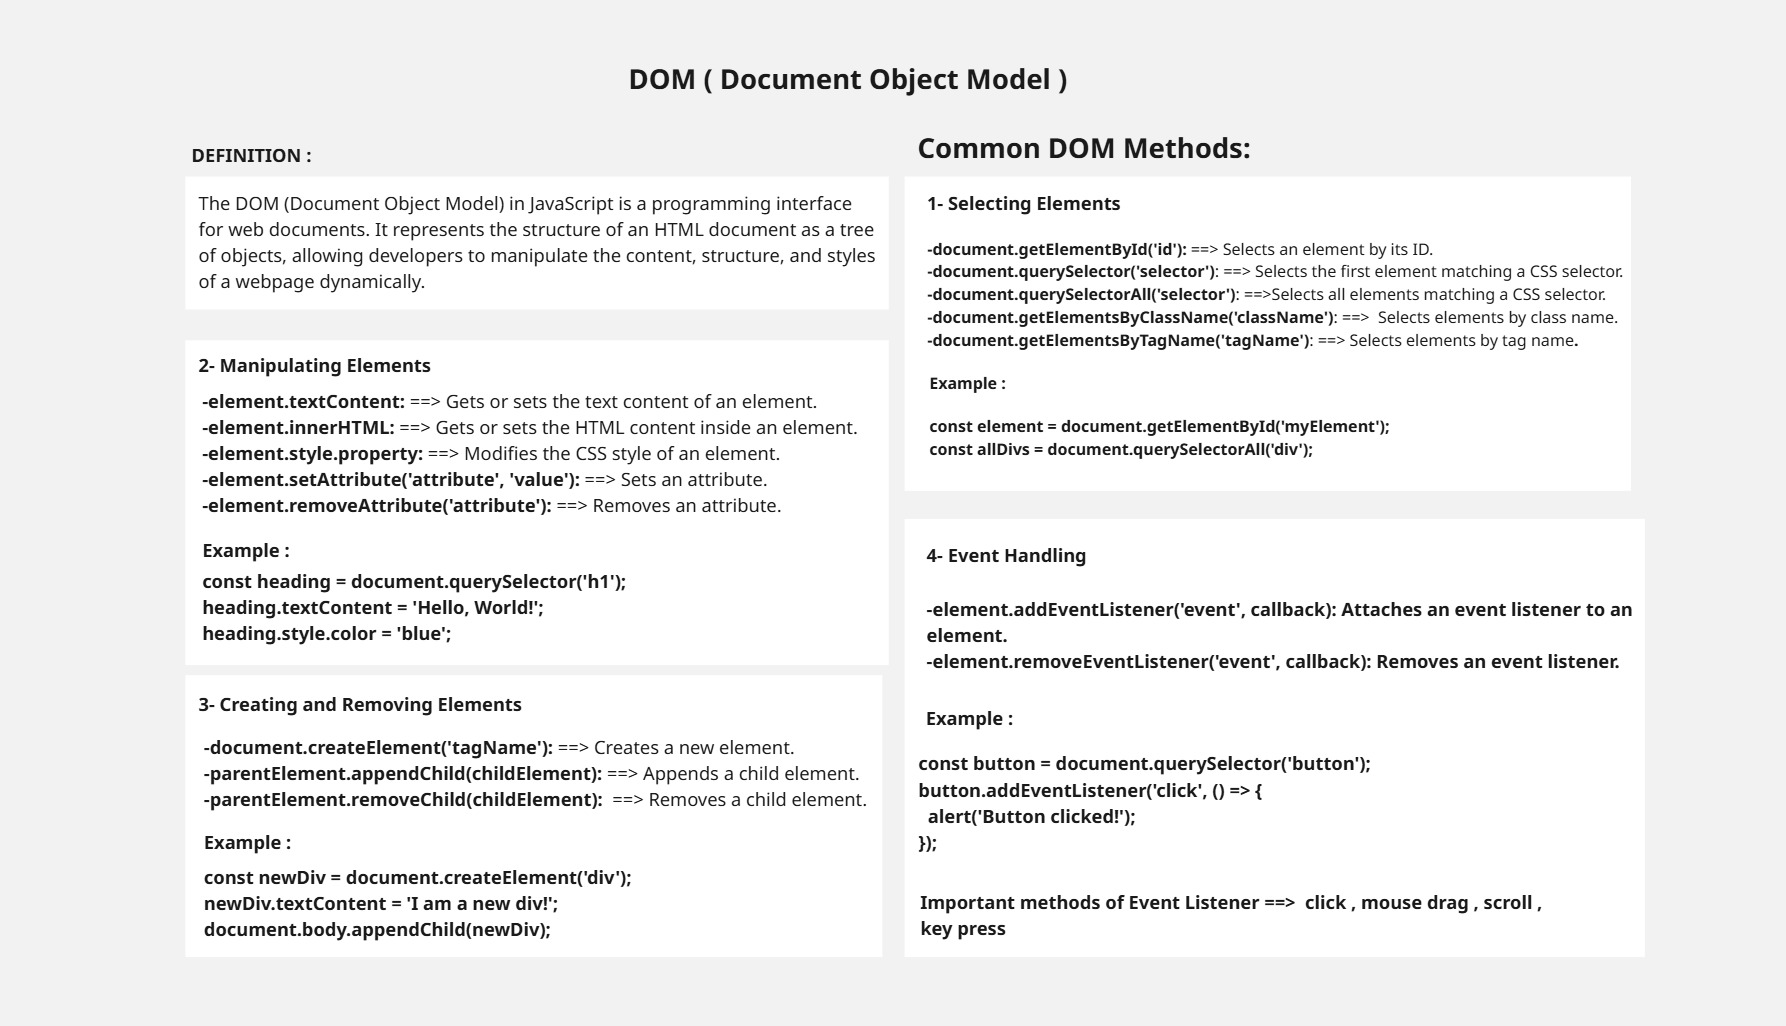 DOM ( Document Object Model )
DEFINITION :
The DOM (Document Object Model) in JavaScript is a programming interface
for web documents. It represents the structure of an HTML document as a tree
of objects, allowing developers to manipulate the content, structure, and styles
of a webpage dynamically.
Common DOM Methods:
1- Selecting Elements
-document.getElementById('id'): ==> Selects an element by its ID.
-document.querySelector('selector'): ==> Selects the first element matching a CSS selector.
-document.querySelectorAll('selector'): ==>Selects all elements matching a CSS selector.
-document.getElementsByClassName('className'): ==>  Selects elements by class name.
-document.getElementsByTagName('tagName'): ==> Selects elements by tag name.
Example :
const element = document.getElementById('myElement');
const allDivs = document.querySelectorAll('div');
2- Manipulating Elements
-element.textContent: ==> Gets or sets the text content of an element.
-element.innerHTML: ==> Gets or sets the HTML content inside an element.
-element.style.property: ==> Modifies the CSS style of an element.
-element.setAttribute('attribute', 'value'): ==> Sets an attribute.
-element.removeAttribute('attribute'): ==> Removes an attribute.
Example :
const heading = document.querySelector('h1');
heading.textContent = 'Hello, World!';
heading.style.color = 'blue';
3- Creating and Removing Elements
-document.createElement('tagName'): ==> Creates a new element.
-parentElement.appendChild(childElement): ==> Appends a child element.
-parentElement.removeChild(childElement):  ==> Removes a child element.
Example :
const newDiv = document.createElement('div');
newDiv.textContent = 'I am a new div!';
document.body.appendChild(newDiv);
4- Event Handling
-element.addEventListener('event', callback): Attaches an event listener to an
element.
-element.removeEventListener('event', callback): Removes an event listener.
Example :
const button = document.querySelector('button');
button.addEventListener('click', () => {
  alert('Button clicked!');
});
Important methods of Event Listener ==>  click , mouse drag , scroll ,
key press